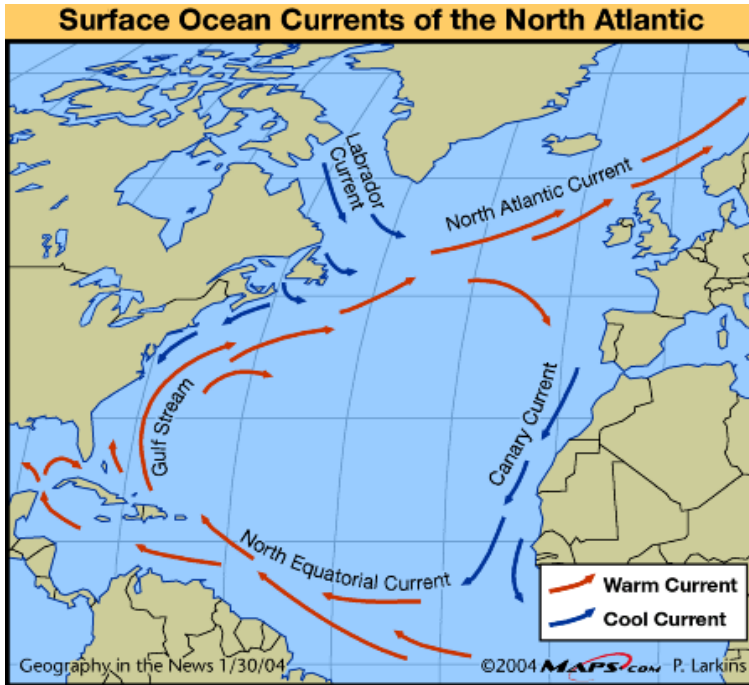 Surface Ocean Currents of the North Atlantic
Labrador
Current
North Atlantic Current
Gulf Stream
Canary Current
North Equatorial Current
Warm Current
Cool Current
Geography in the News 1/30/04
©2004 MAPS.COM P. Larkins